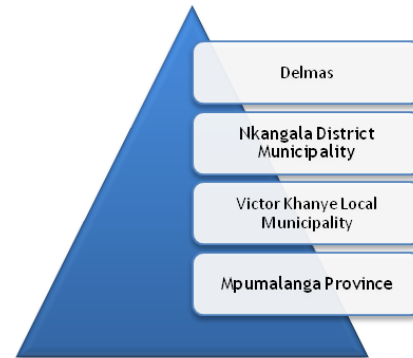 Delmas
Nkangala District
Municipality
Victor Khanye Local
Municipality
Mpumalanga Province